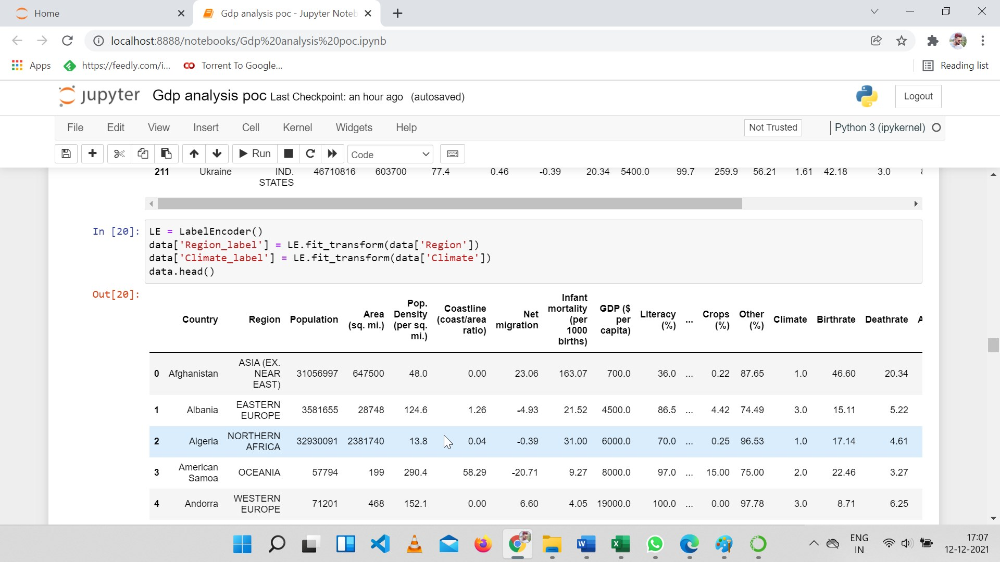 Home
Gdp analysis poc - Jupyter Noteb
localhost:8888/notebooks/Gdp%20analysis%20poc.ipynb
Apps
https://feedly.com/i...
Torrent To Google...
Reading list
jupyter Gdp analysis poc Last Checkpoint: an hour ago (autosaved)
Logout
File Edit View Insert Cell Kernel Widgets Help
Not Trusted
Python 3 (ipykernel)
Run
Code
211 Ukraine IND. STATES 46710816 603700 77.4 0.46 -0.39 20.34 5400.0 99.7 259.9 56.21 1.61 42.18 3.0
In [20]:
LE = LabelEncoder()
data['Region_label'] = LE.fit_transform(data['Region'])
data['Climate_label'] = LE.fit_transform(data['Climate'])
data.head()
Out[20]:
Country Region Population Area (sq. mi.) Pop. Density (per sq. mi.) Coastline (coast/area ratio) Net migration Infant mortality (per 1000 births) GDP ($ per capita) Literacy (%) ... Crops (%) Other (%) Climate Birthrate Deathrate A
0 Afghanistan ASIA (EX. NEAR EAST) 31056997 647500 48.0 0.00 23.06 163.07 700.0 36.0 ... 0.22 87.65 1.0 46.60 20.34
1 Albania EASTERN EUROPE 3581655 28748 124.6 1.26 -4.93 21.52 4500.0 86.5 ... 4.42 74.49 3.0 15.11 5.22
2 Algeria NORTHERN AFRICA 32930091 2381740 13.8 0.04 -0.39 31.00 6000.0 70.0 ... 0.25 96.53 1.0 17.14 4.61
3 American Samoa OCEANIA 57794 199 290.4 58.29 -20.71 9.27 8000.0 97.0 ... 15.00 75.00 2.0 22.46 3.27
4 Andorra WESTERN EUROPE 71201 468 152.1 0.00 6.60 4.05 19000.0 100.0 ... 0.00 97.78 3.0 8.71 6.25
ENG
IN
17:07
12-12-2021